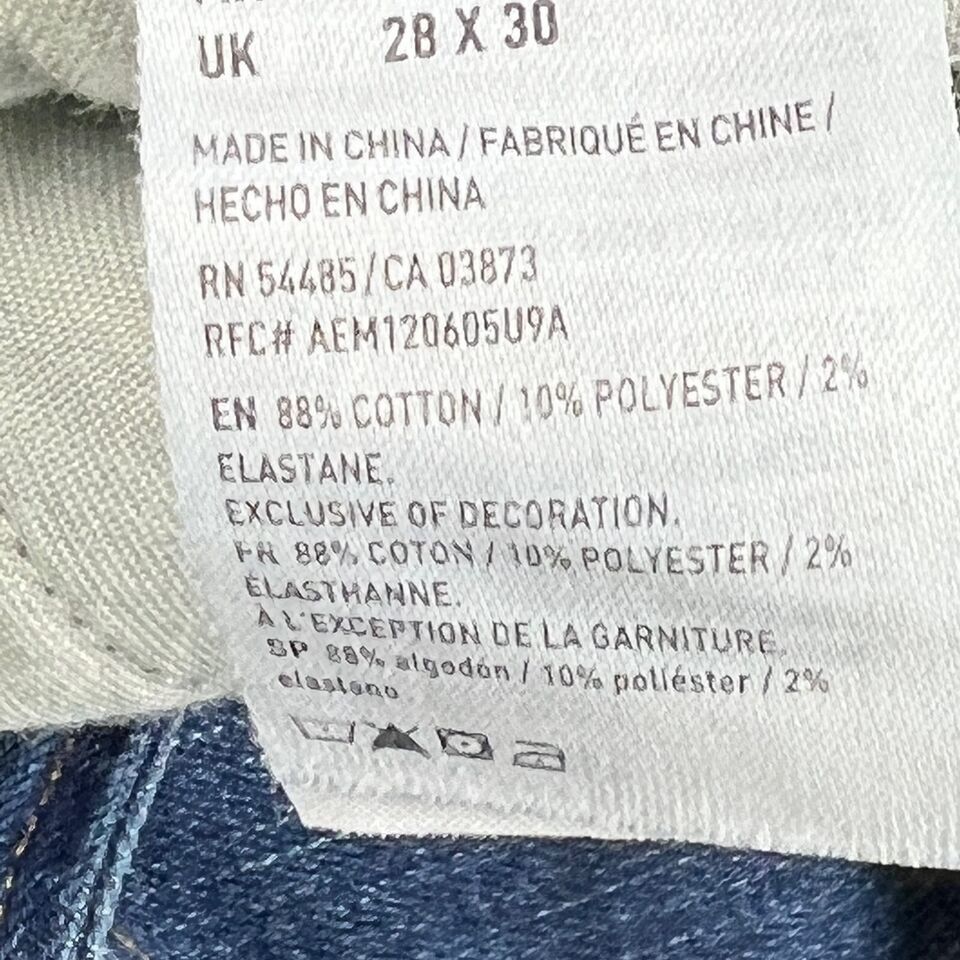 UK 28 X 30
MADE IN CHINA / FABRIQUÉ EN CHINE /
HECHO EN CHINA
RN 54485 / CA 03873
RFC# AEM120605U9A
EN 88% COTTON / 10% POLYESTER / 2%
ELASTANE.
EXCLUSIVE OF DECORATION.
FR 88% COTON / 10% POLYESTER / 2%
ÉLASTHANNE.
À L'EXCEPTION DE LA GARNITURE.
SP 88% algodón / 10% poliéster / 2%
elastano